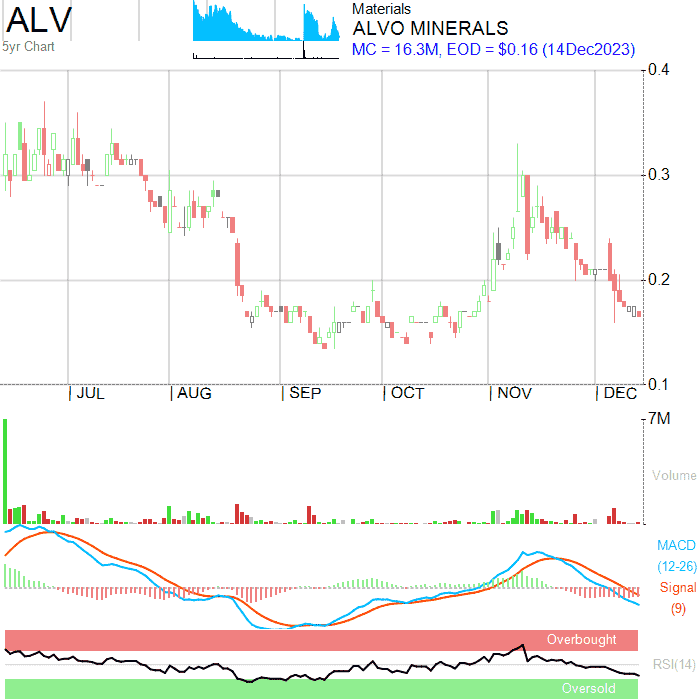 ALV
5yr Chart
Materials
ALVO MINERALS
MC = 16.3M, EOD = $0.16 (14Dec2023)
0.4
0.3
0.2
0.1
JUL AUG SEP OCT NOV DEC
7M
Volume
MACD
(12-26)
Signal
(9)
Overbought
RSI(14)
Oversold